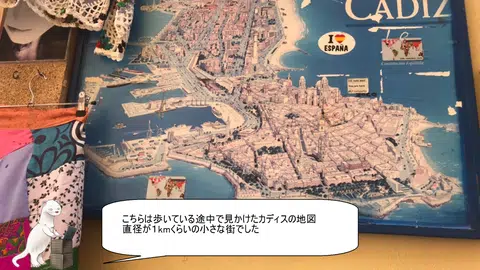 CADIZ
I
ESPAÑA
こちらは歩いている途中で見かけたカディスの地図
直径が1kmくらいの小さな街でした